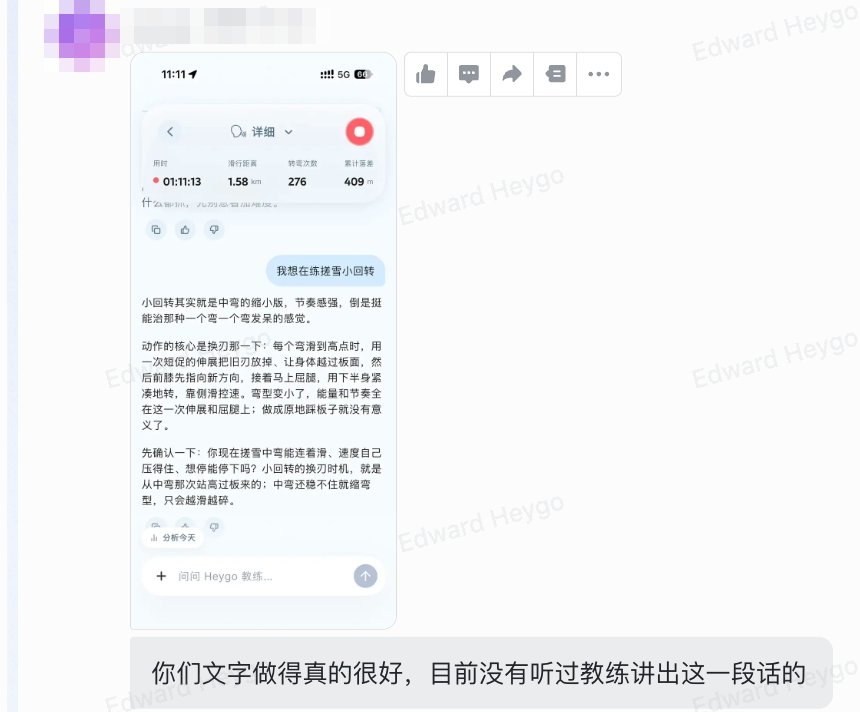 11:11
5G
60
详细
用时
滑行距离
转弯次数
累计落差
01:11:13
1.58 km
276
409 m
我想在练搓雪小回转
小回转其实就是中弯的缩小版，节奏感强，倒是挺
能治那种一个弯一个弯发呆的感觉。
动作的核心是换刃那一下：每个弯滑到高点时，用
一次短促的伸展把旧刃放掉、让身体越过板面，然
后前膝先指向新方向，接着马上屈腿，用下半身紧
凑地转，靠侧滑控速。弯型变小了，能量和节奏全
在这一次伸展和屈腿上；做成原地踩板子就没有意
义了。
先确认一下：你现在搓雪中弯能连着滑、速度自己
压得住、想停能停下吗？小回转的换刃时机，就是
从中弯那次站高过板来的；中弯还稳不住就缩弯
型，只会越滑越碎。
分析今天
问问 Heygo 教练...
你们文字做得真的很好，目前没有听过教练讲出这一段话的
Edward Heygo
Edward Heygo
Edward Heygo
Edward Heygo